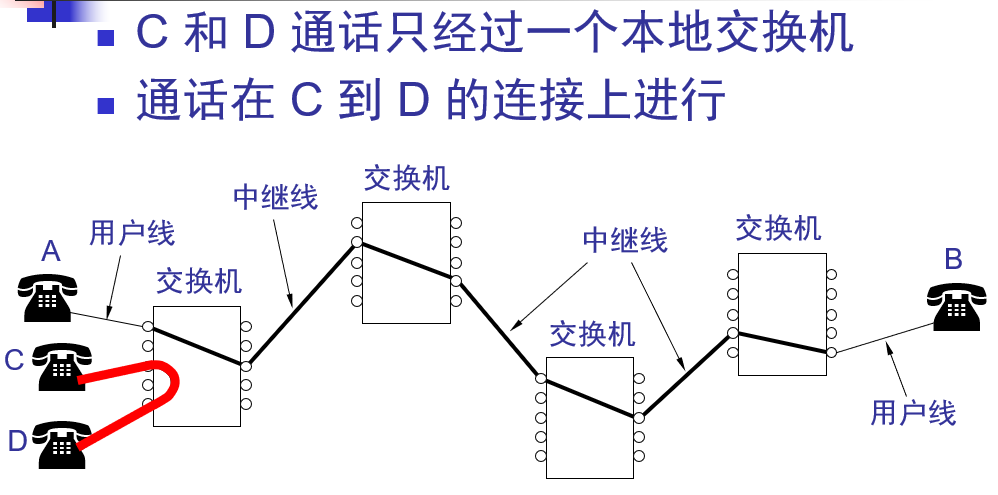 C 和 D 通话只经过一个本地交换机
通话在 C 到 D 的连接上进行
交换机
中继线
用户线
中继线
交换机
A
B
交换机
交换机
C
用户线
D